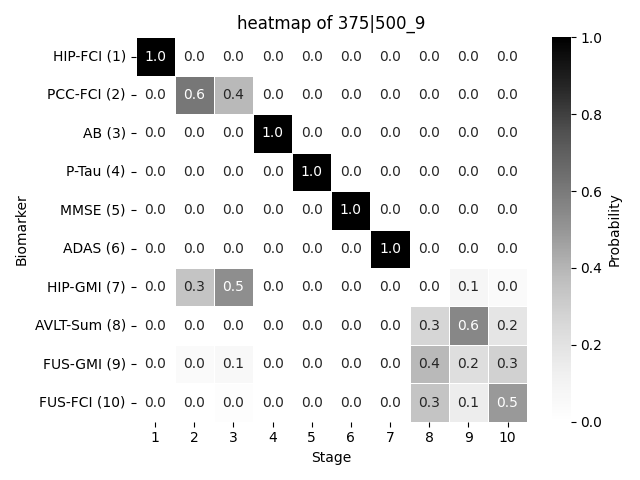 heatmap of 375|500_9
Biomarker
HIP-FCI (1) 1.0 0.0 0.0 0.0 0.0 0.0 0.0 0.0 0.0 0.0
PCC-FCI (2) 0.0 0.6 0.4 0.0 0.0 0.0 0.0 0.0 0.0 0.0
AB (3) 0.0 0.0 0.0 1.0 0.0 0.0 0.0 0.0 0.0 0.0
P-Tau (4) 0.0 0.0 0.0 0.0 1.0 0.0 0.0 0.0 0.0 0.0
MMSE (5) 0.0 0.0 0.0 0.0 0.0 1.0 0.0 0.0 0.0 0.0
ADAS (6) 0.0 0.0 0.0 0.0 0.0 0.0 1.0 0.0 0.0 0.0
HIP-GMI (7) 0.0 0.3 0.5 0.0 0.0 0.0 0.0 0.0 0.1 0.0
AVLT-Sum (8) 0.0 0.0 0.0 0.0 0.0 0.0 0.0 0.3 0.6 0.2
FUS-GMI (9) 0.0 0.0 0.1 0.0 0.0 0.0 0.0 0.4 0.2 0.3
FUS-FCI (10) 0.0 0.0 0.0 0.0 0.0 0.0 0.0 0.3 0.1 0.5
1 2 3 4 5 6 7 8 9 10
Stage
1.0
0.8
0.6
0.4
0.2
0.0
Probability